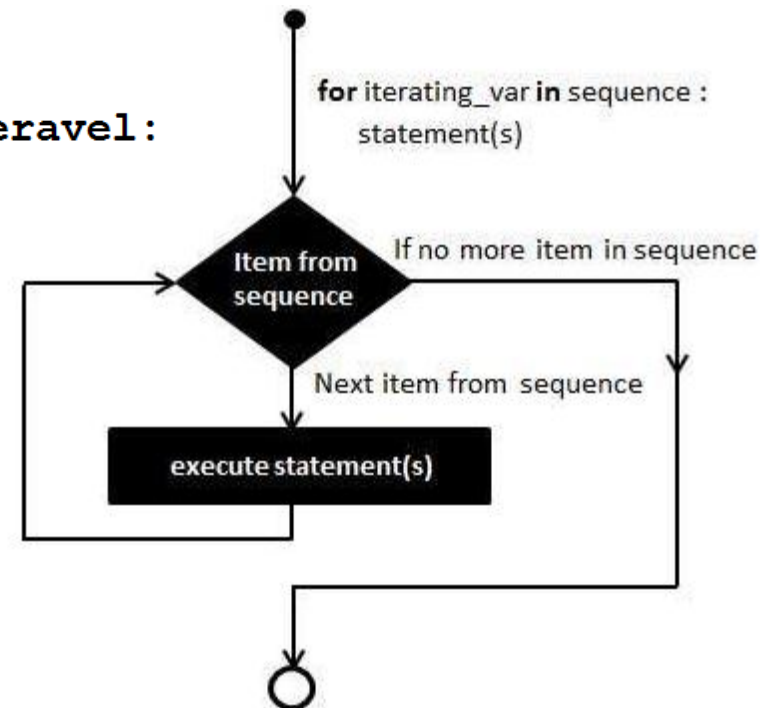 for iterating_var in sequence :
statement(s)
eravel:
Item from
sequence
If no more item in sequence
Next item from sequence
execute statement(s)